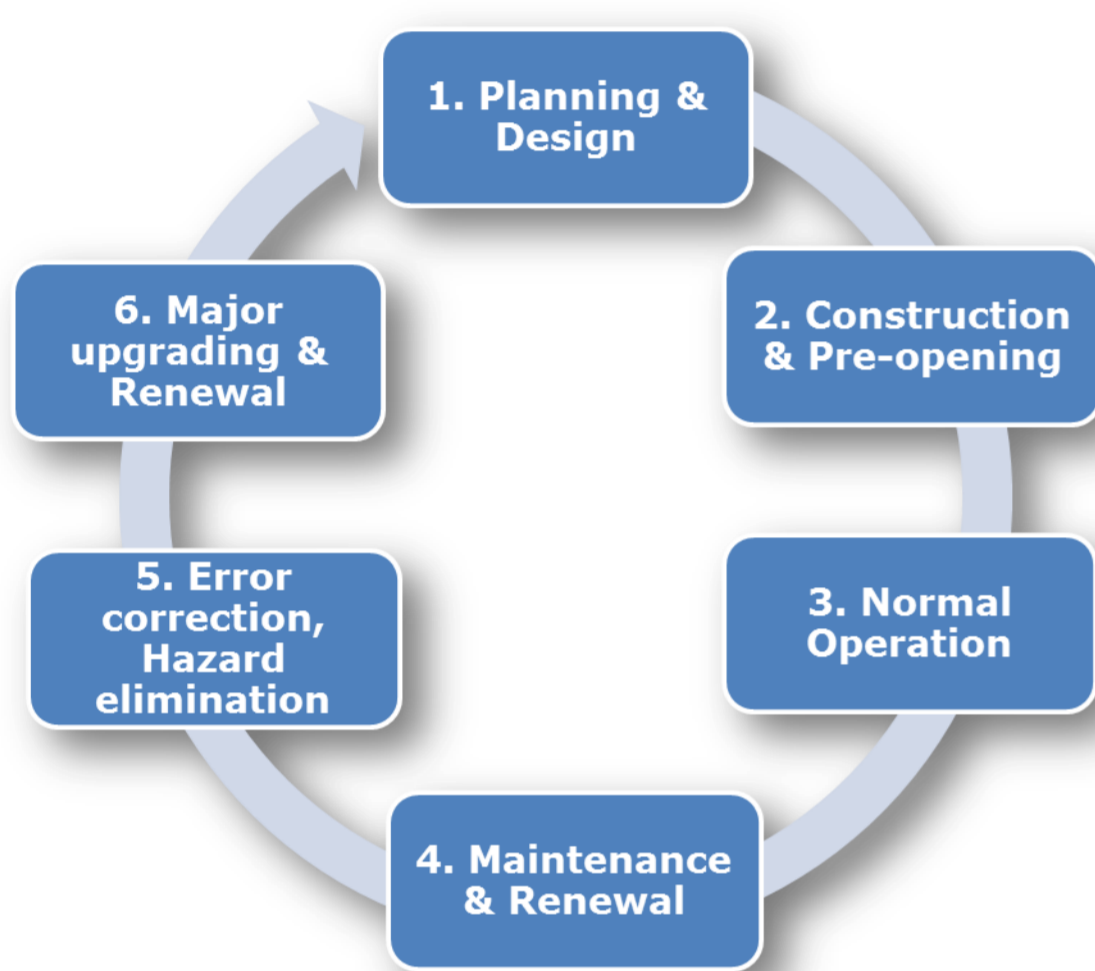 1. Planning &
Design
2. Construction
& Pre-opening
3. Normal
Operation
4. Maintenance
& Renewal
5. Error
correction,
Hazard
elimination
6. Major
upgrading &
Renewal